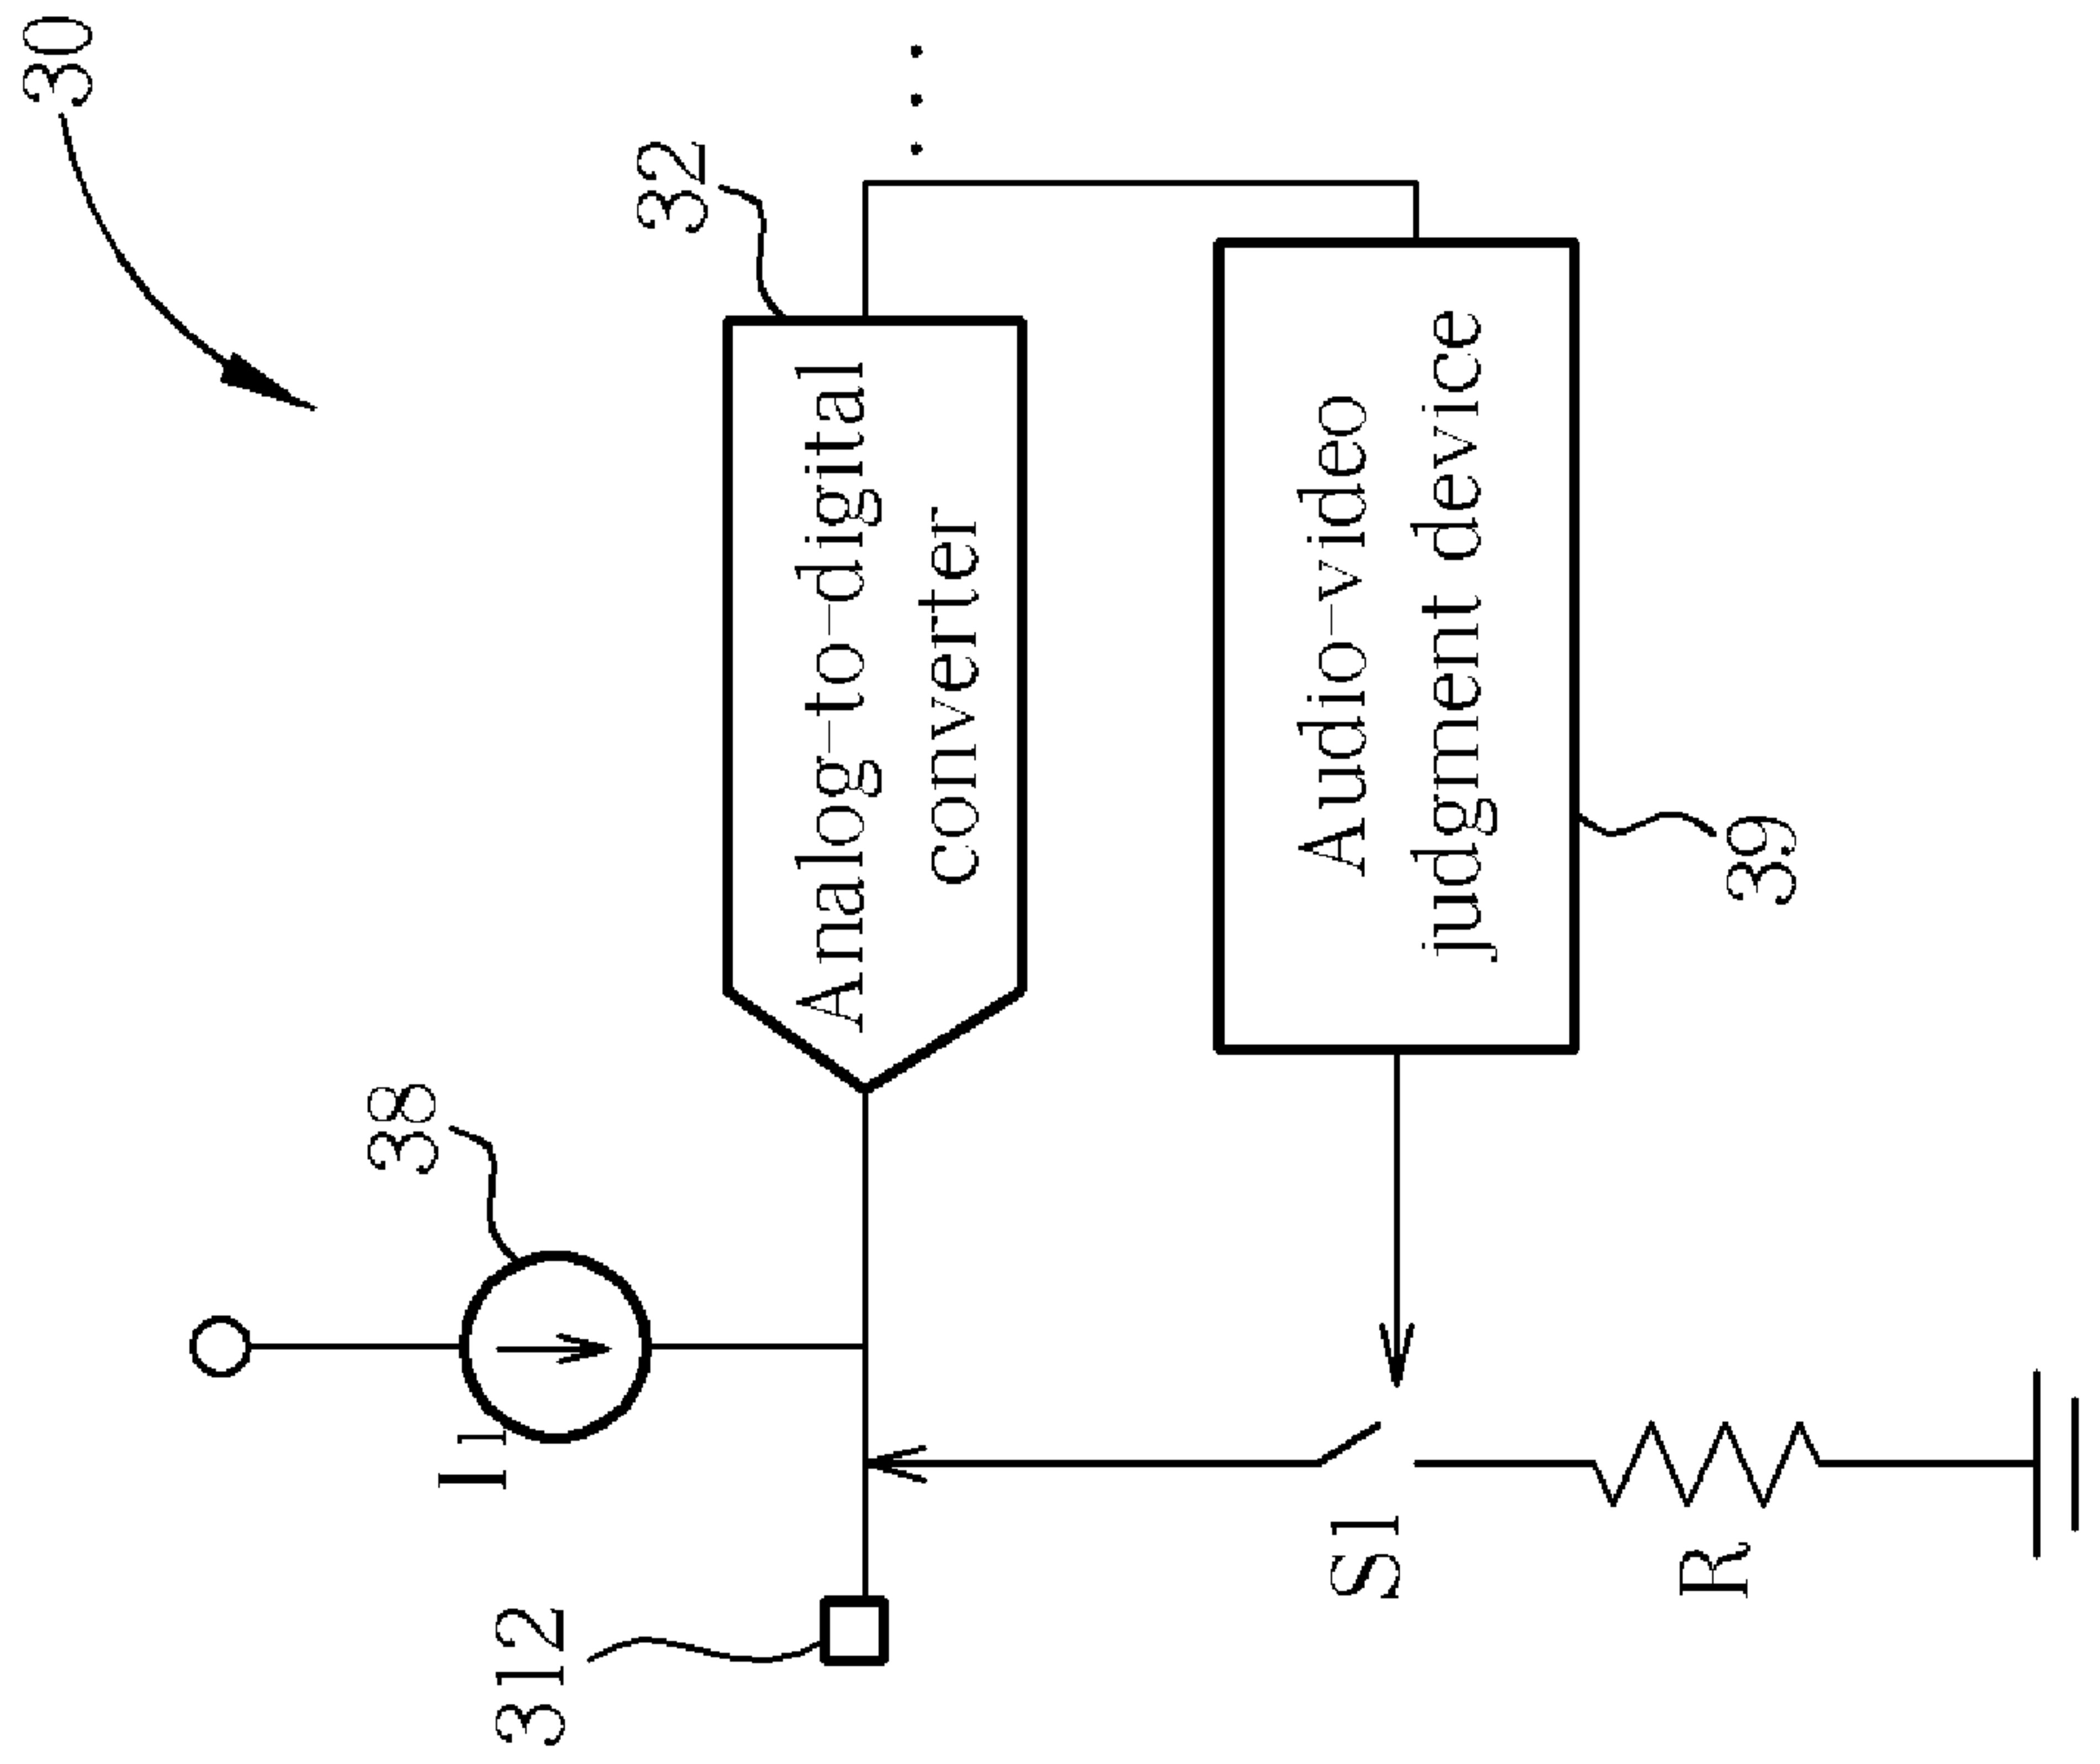 30
32
38
I1
312
Analog-to-digital
converter
Audio-video
judgment device
39
S1
R